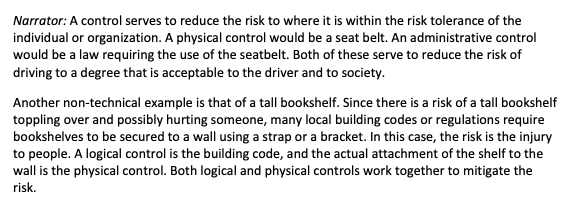 Narrator: A control serves to reduce the risk to where it is within the risk tolerance of the
individual or organization. A physical control would be a seat belt. An administrative control
would be a law requiring the use of the seatbelt. Both of these serve to reduce the risk of
driving to a degree that is acceptable to the driver and to society.
Another non-technical example is that of a tall bookshelf. Since there is a risk of a tall bookshelf
toppling over and possibly hurting someone, many local building codes or regulations require
bookshelves to be secured to a wall using a strap or a bracket. In this case, the risk is the injury
to people. A logical control is the building code, and the actual attachment of the shelf to the
wall is the physical control. Both logical and physical controls work together to mitigate the
risk.